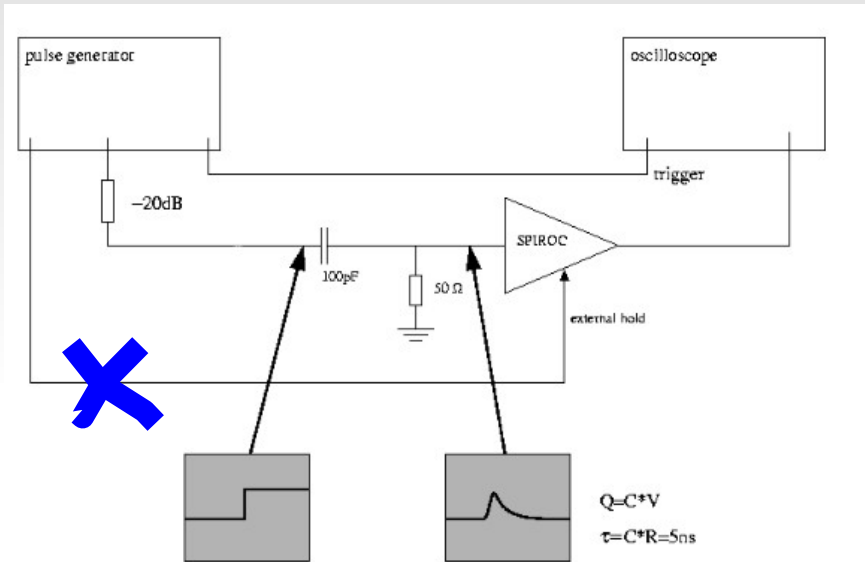 pulse generator
oscilloscope
trigger
−20dB
SPIROC
100pF
50 Ω
external hold
Q=C*V
τ=C*R=5ns